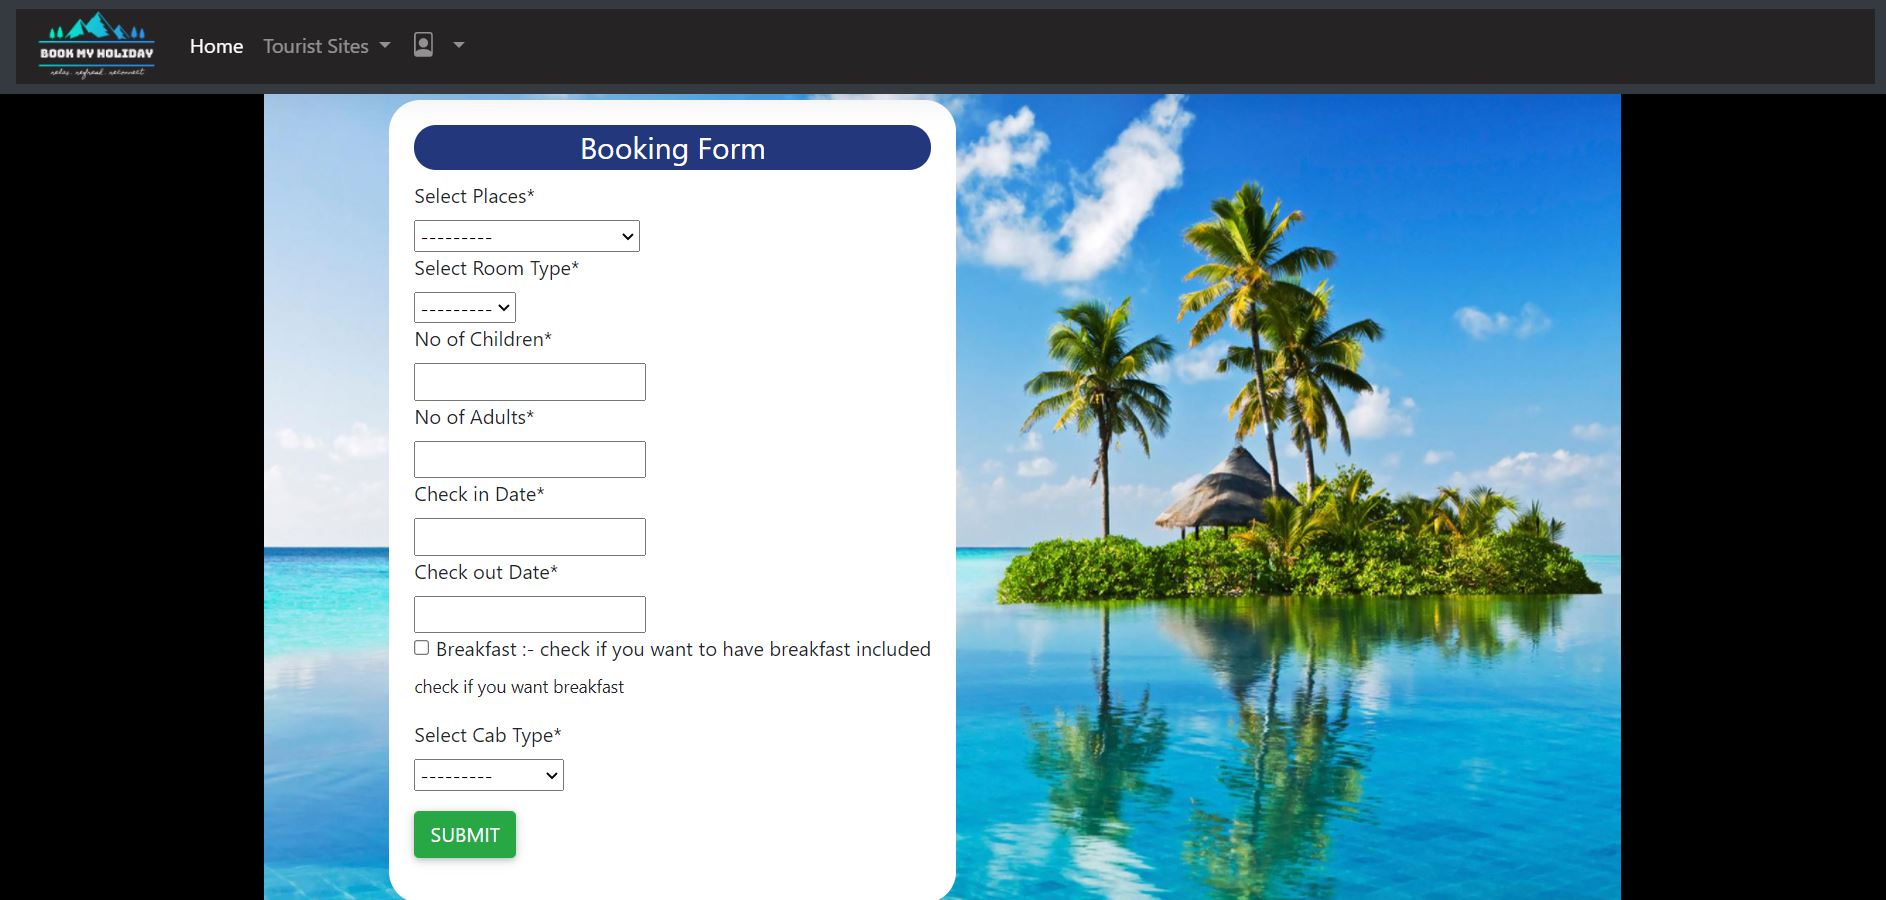 BOOK MY HOLIDAY
relax. refresh. reconnect
Home Tourist Sites
Booking Form
Select Places*
---------
Select Room Type*
---------
No of Children*
No of Adults*
Check in Date*
Check out Date*
Breakfast :- check if you want to have breakfast included
check if you want breakfast
Select Cab Type*
---------
SUBMIT